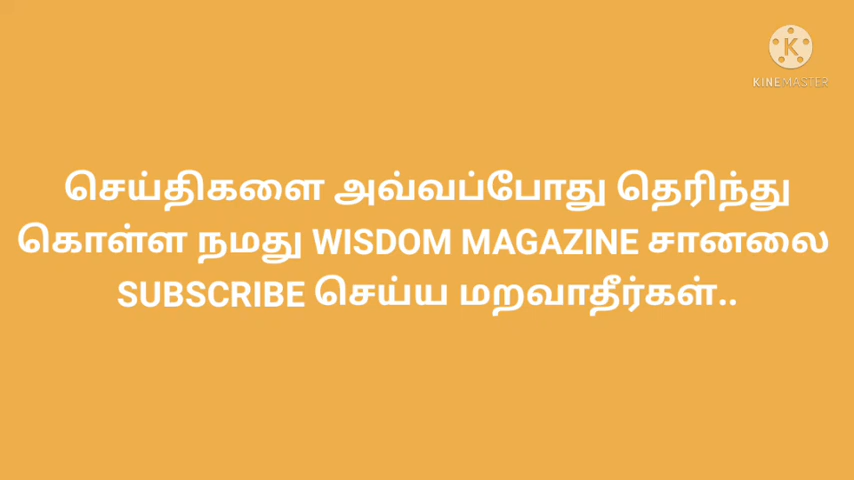 K
KINEMASTER
செய்திகளை அவ்வப்போது தெரிந்து
கொள்ள நமது WISDOM MAGAZINE சானலை
SUBSCRIBE செய்ய மறவாதீர்கள்..